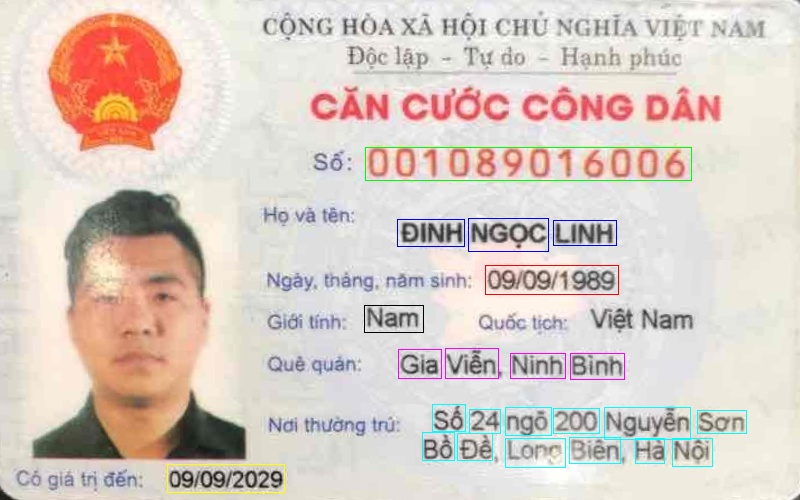 CỘNG HÒA XÃ HỘI CHỦ NGHĨA VIỆT NAM
Độc lập - Tự do - Hạnh phúc
CĂN CƯỚC CÔNG DÂN
Số: 001089016006
Họ và tên: ĐINH NGỌC LINH
Ngày, tháng, năm sinh: 09/09/1989
Giới tính: Nam Quốc tịch: Việt Nam
Quê quán: Gia Viễn, Ninh Bình
Nơi thường trú: Số 24 ngõ 200 Nguyễn Sơn
Bồ Đề, Long Biên, Hà Nội
Có giá trị đến: 09/09/2029